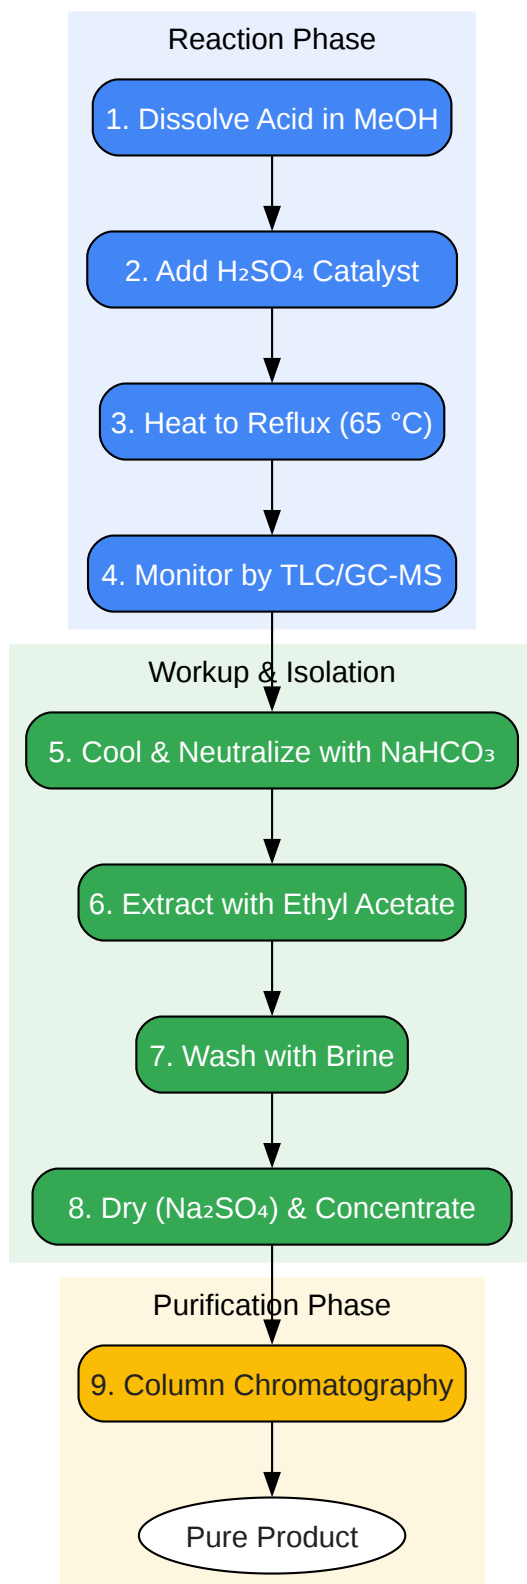 Reaction Phase
1. Dissolve Acid in MeOH
2. Add H₂SO₄ Catalyst
3. Heat to Reflux (65 °C)
4. Monitor by TLC/GC-MS
Workup & Isolation
5. Cool & Neutralize with NaHCO₃
6. Extract with Ethyl Acetate
7. Wash with Brine
8. Dry (Na₂SO₄) & Concentrate
Purification Phase
9. Column Chromatography
Pure Product